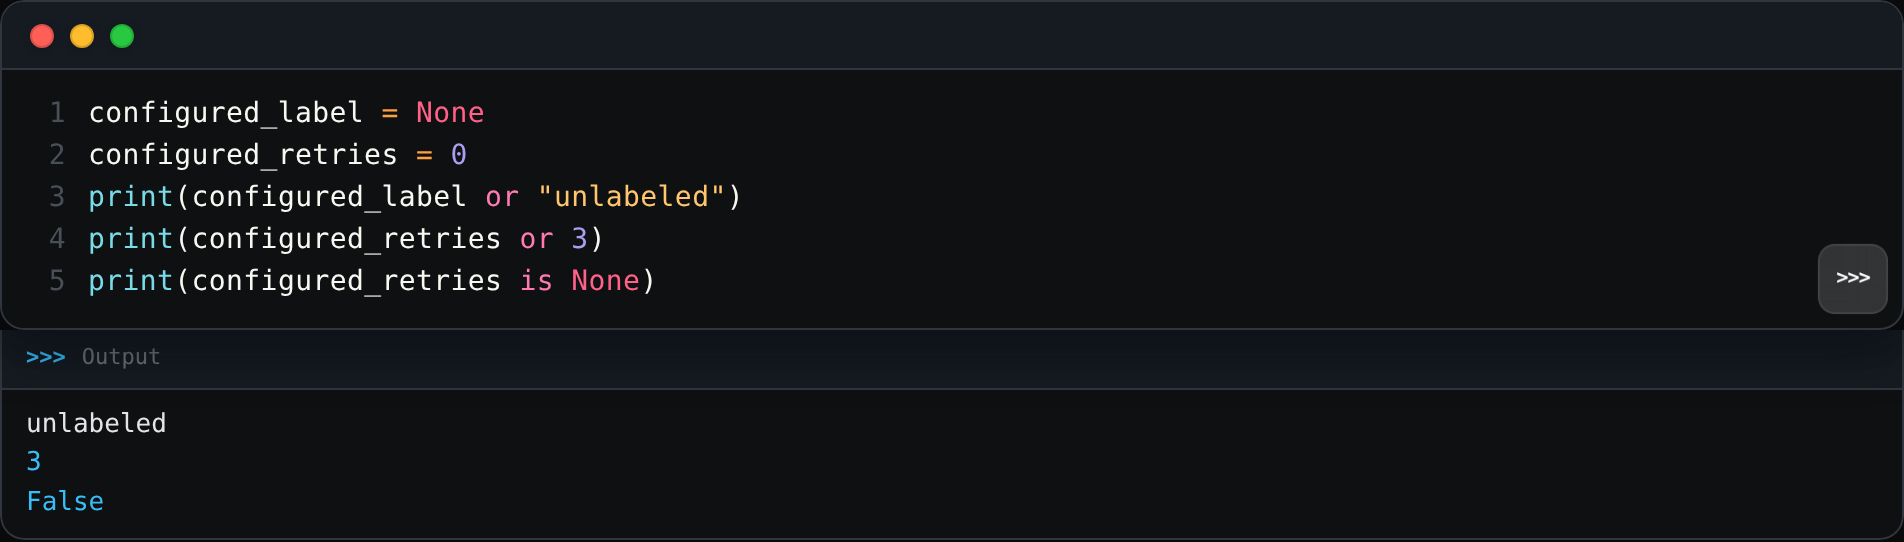 1 configured_label = None
2 configured_retries = 0
3 print(configured_label or "unlabeled")
4 print(configured_retries or 3)
5 print(configured_retries is None)
>>>
>>> Output
unlabeled
3
False